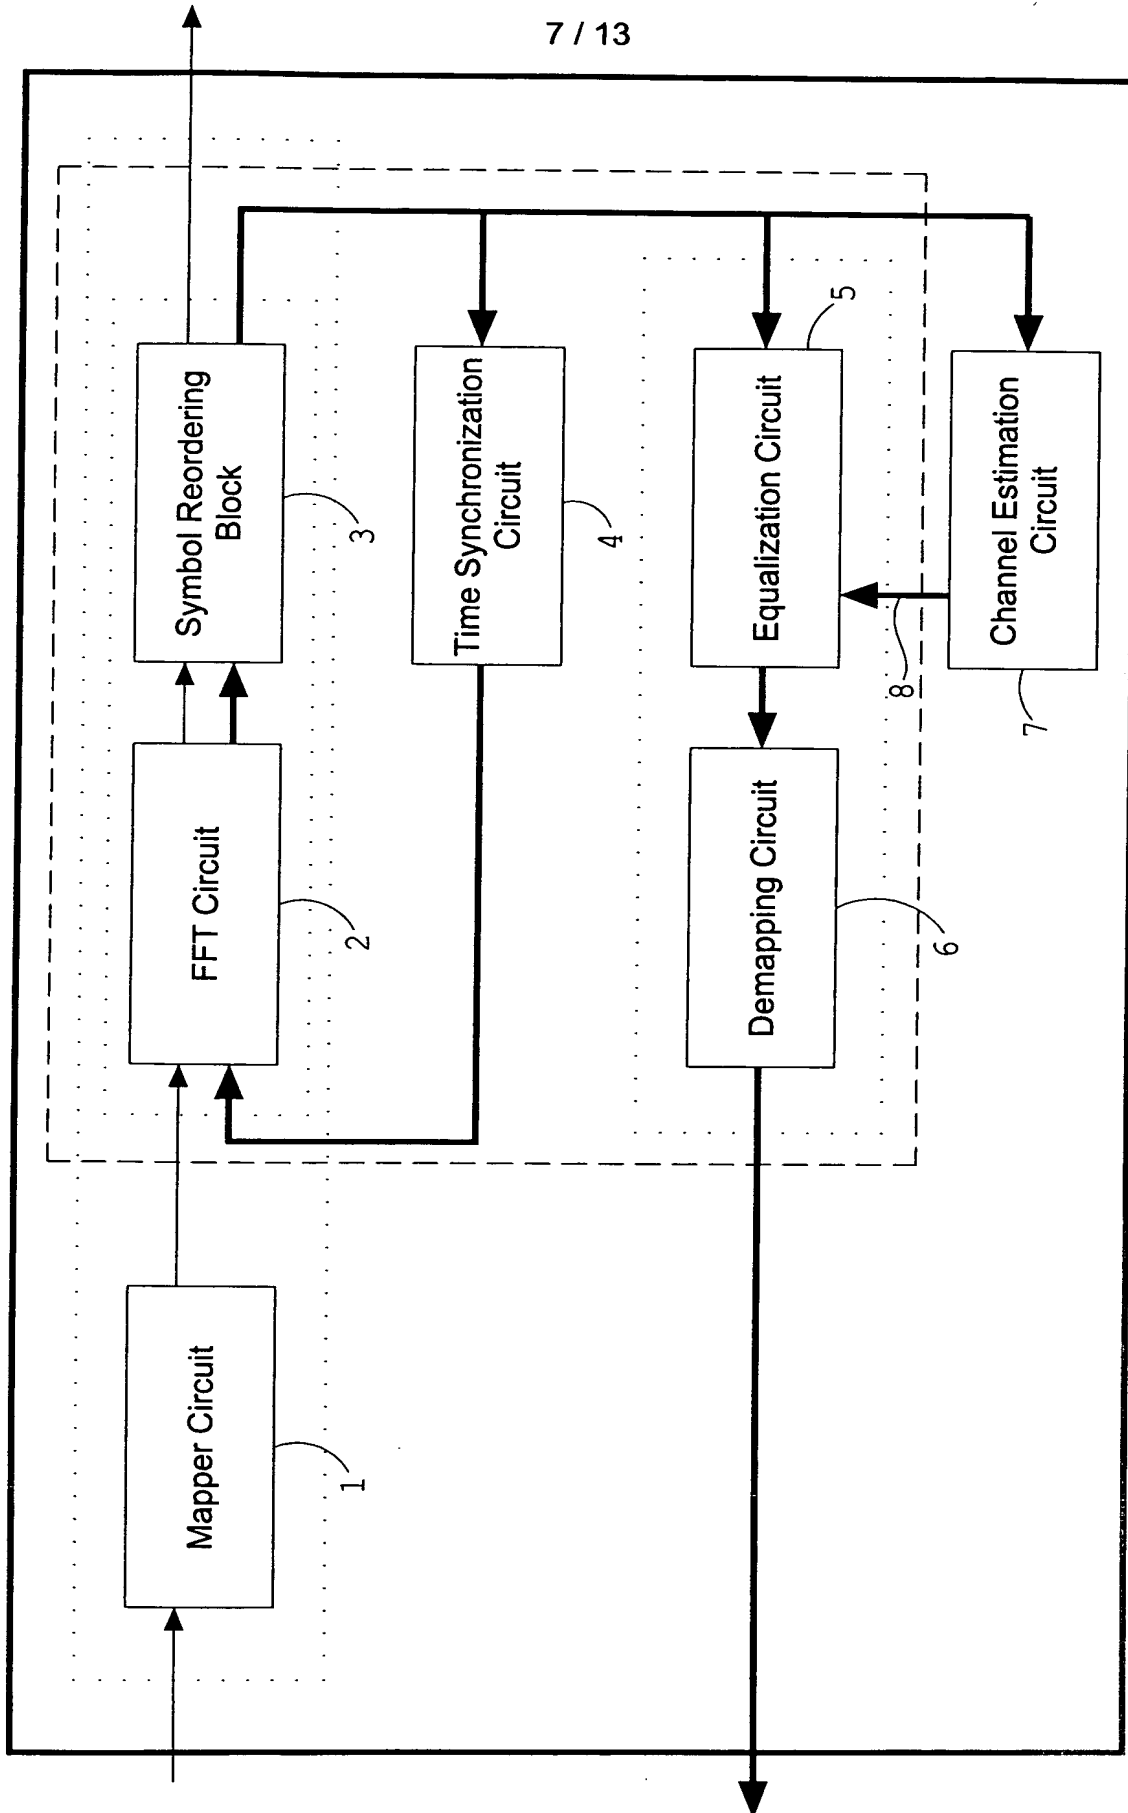 7 / 13
Mapper Circuit
1
FFT Circuit
2
Symbol Reordering
Block
3
Time Synchronization
Circuit
4
Equalization Circuit
5
Demapping Circuit
6
Channel Estimation
Circuit
7
8